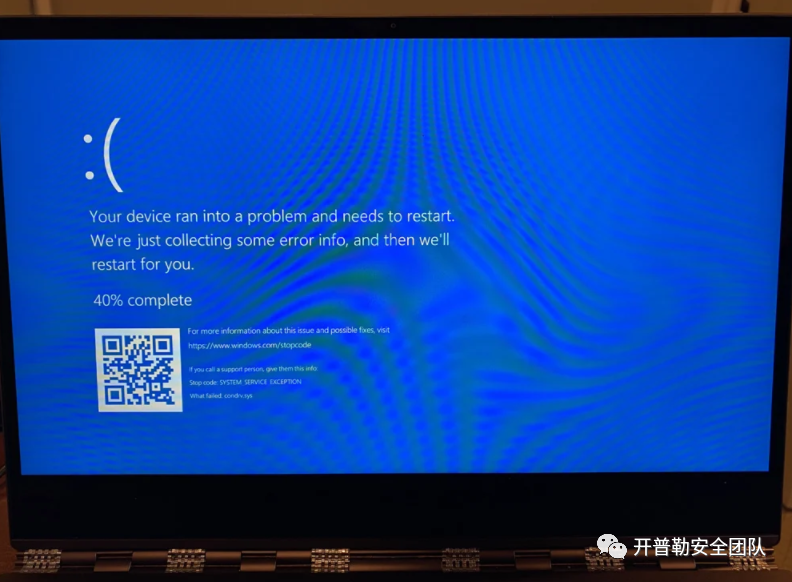 :(
Your device ran into a problem and needs to restart.
We're just collecting some error info, and then we'll
restart for you.
40% complete
For more information about this issue and possible fixes, visit
https://www.windows.com/stopcode
If you call a support person, give them this info:
Stop code: SYSTEM SERVICE EXCEPTION
What failed: condrv.sys
开普勒安全团队